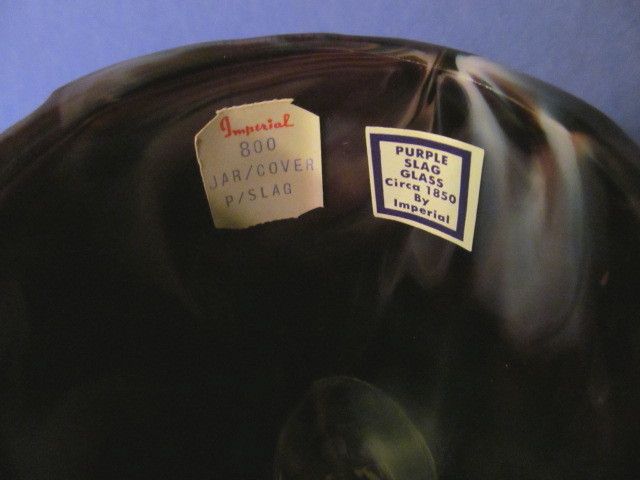 Imperial
800
JAR/COVER
P/SLAG
PURPLE
SLAG
GLASS
Circa 1850
By
Imperial